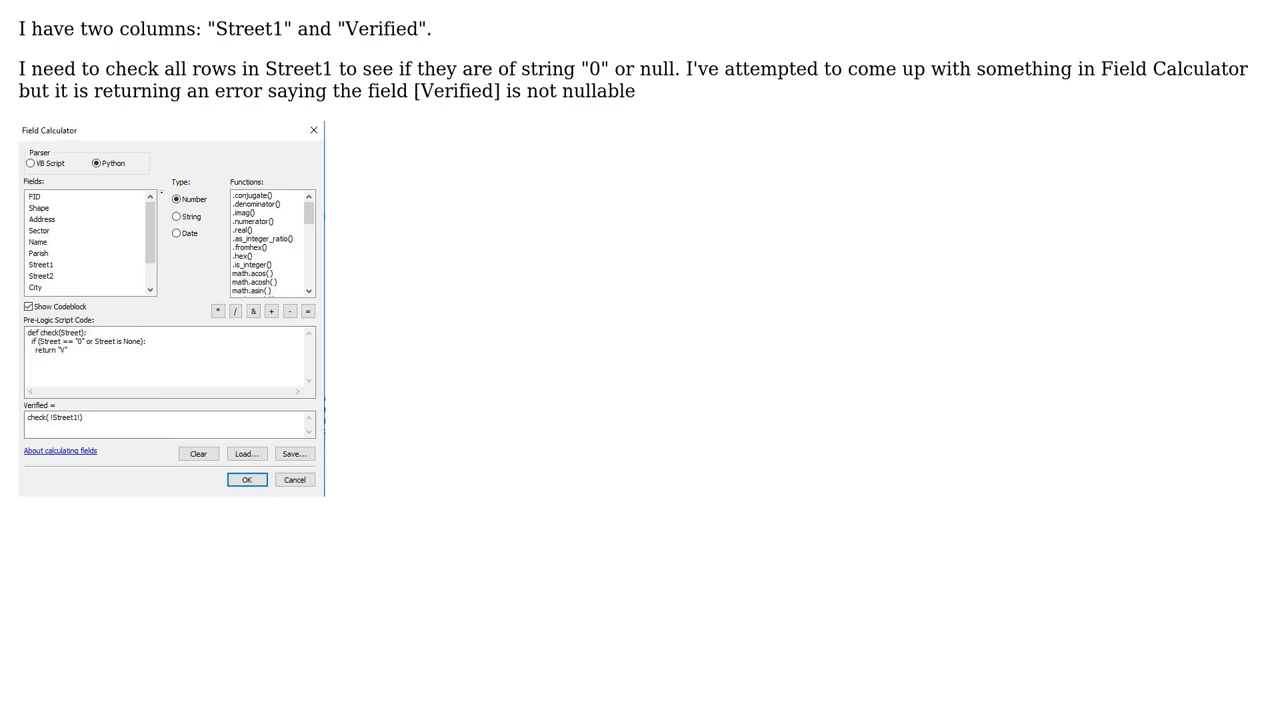 I have two columns: "Street1" and "Verified".
I need to check all rows in Street1 to see if they are of string "0" or null. I've attempted to come up with something in Field Calculator
but it is returning an error saying the field [Verified] is not nullable
Field Calculator
Parser
VB Script
Python
Fields:
FID
Shape
Address
Sector
Name
Parish
Street1
Street2
City
Type:
Number
String
Date
Functions:
.conjugate()
.denominator()
.imag()
.numerator()
.real()
.as_integer_ratio()
.fromhex()
.hex()
.is_integer()
math.acos( )
math.acosh( )
math.asin( )
Show Codeblock
* / & + - =
Pre-Logic Script Code:
def check(Street):
if (Street == "0" or Street is None):
return "V"
Verified =
check( !Street1!)
About calculating fields
Clear
Load...
Save...
OK
Cancel